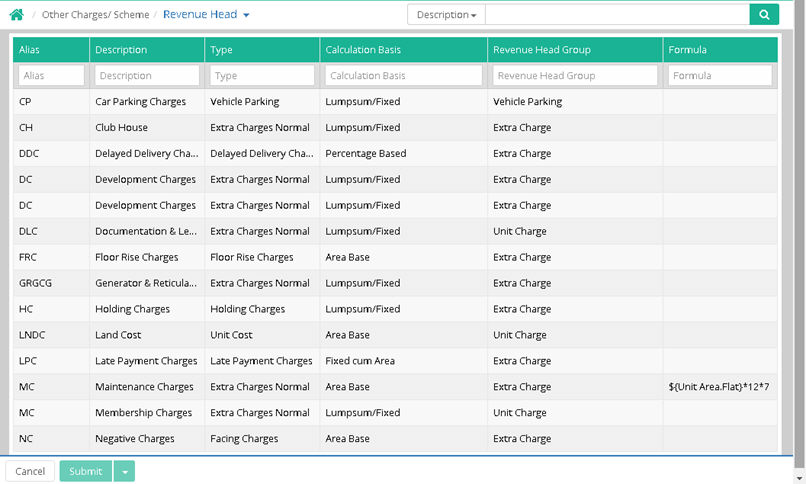 / Other Charges/ Scheme / Revenue Head
Description
Alias Description Type Calculation Basis Revenue Head Group Formula
Alias Description Type Calculation Basis Revenue Head Group Formula
CP Car Parking Charges Vehicle Parking Lumpsum/Fixed Vehicle Parking
CH Club House Extra Charges Normal Lumpsum/Fixed Extra Charge
DDC Delayed Delivery Cha... Delayed Delivery Cha... Percentage Based Extra Charge
DC Development Charges Extra Charges Normal Lumpsum/Fixed Extra Charge
DC Development Charges Extra Charges Normal Lumpsum/Fixed Extra Charge
DLC Documentation & Le... Extra Charges Normal Lumpsum/Fixed Unit Charge
FRC Floor Rise Charges Floor Rise Charges Area Base Extra Charge
GRGCG Generator & Reticula... Extra Charges Normal Lumpsum/Fixed Extra Charge
HC Holding Charges Holding Charges Lumpsum/Fixed Extra Charge
LNDC Land Cost Unit Cost Area Base Unit Charge
LPC Late Payment Charges Late Payment Charges Fixed cum Area Extra Charge
MC Maintenance Charges Extra Charges Normal Area Base Extra Charge ${Unit Area.Flat}*12*7
MC Membership Charges Extra Charges Normal Lumpsum/Fixed Unit Charge
NC Negative Charges Facing Charges Area Base Extra Charge
Cancel Submit